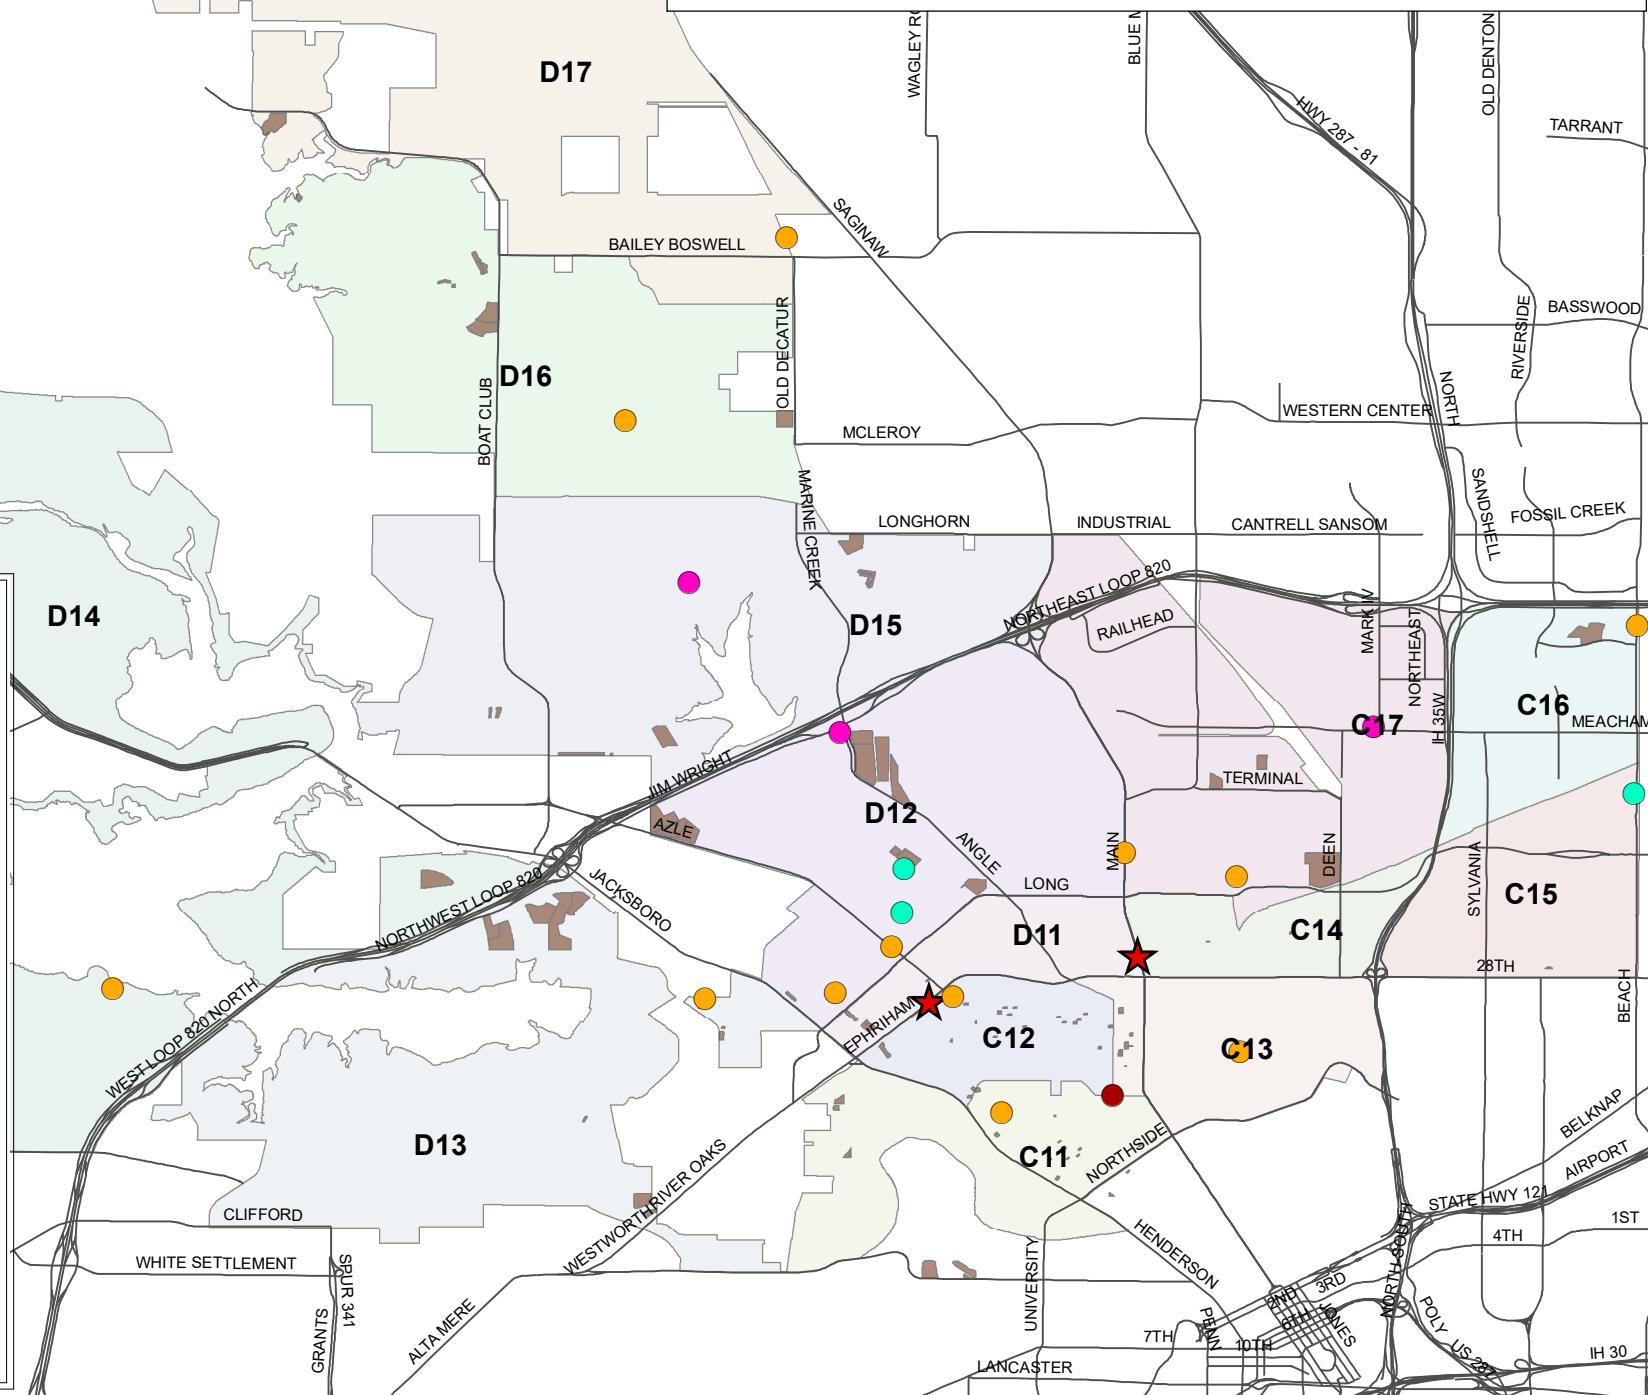 D17
WAGLEY
BLUE
OLD DENTON
HWY 287 - 81
TARRANT
SAGINAW
BAILEY BOSWELL
OLD DECATUR
RIVERSIDE
BASSWOOD
D16
BOAT CLUB
NORTH
WESTERN CENTER
MCLEROY
MARINE CREEK
SANDSHELL
LONGHORN
INDUSTRIAL
CANTRELL SANSOM
FOSSIL CREEK
D14
D15
NORTHEAST LOOP 820
RAILHEAD
MARK IV
NORTHEAST
IH 35W
C17
C16
MEACHAM
JIM WRIGHT
TERMINAL
D12
AZLE
ANGLE
MAIN
DEEN
SYLVANIA
LONG
C15
JACKSBORO
NORTHWEST LOOP 820
D11
C14
28TH
WEST LOOP 820 NORTH
EPHRIHAM
BEACH
C12
C13
D13
C11
NORTHSIDE
BELKNAP
AIRPORT
STATE HWY 121
RIVER OAKS
WESTWORTH
CLIFFORD
WHITE SETTLEMENT
SPUR 341
GRANTS
ALTA MERE
UNIVERSITY
HENDERSON
NORTH SOUTH
1ST
4TH
2ND
3RD
6TH
JONES
7TH
PENN
10TH
POLY
US 287
IH 30
LANCASTER